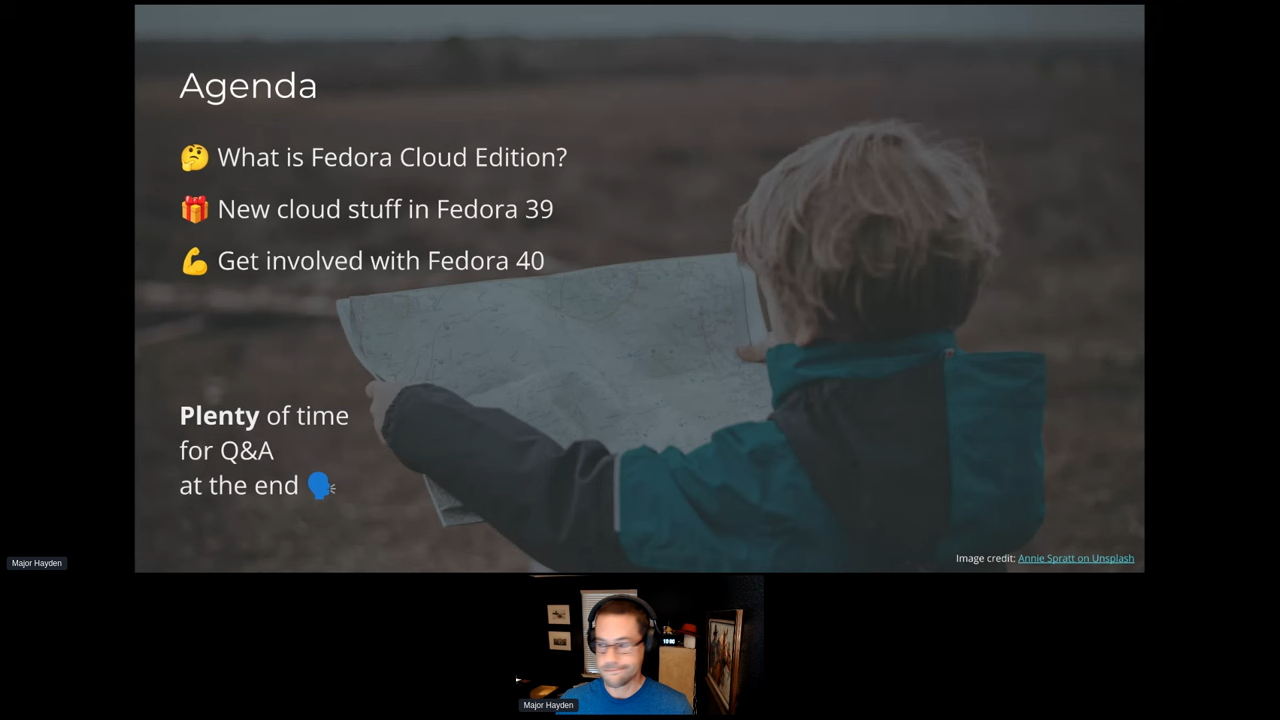 Agenda
🤔 What is Fedora Cloud Edition?
🎁 New cloud stuff in Fedora 39
💪 Get involved with Fedora 40
Plenty of time
for Q&A
at the end 🗣
Image credit: Annie Spratt on Unsplash
Major Hayden
Major Hayden